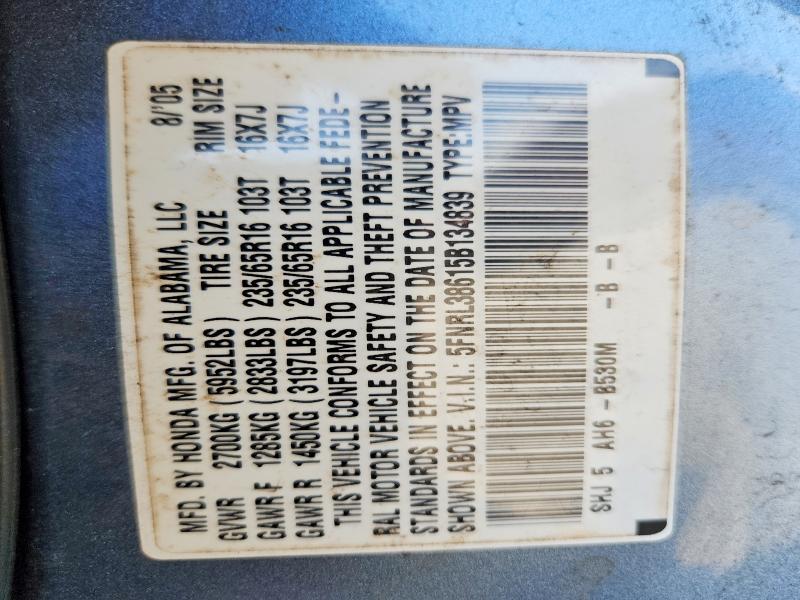 MFD. BY HONDA MFG. OF ALABAMA, LLC 8/'05
GVWR 2700KG (5952LBS) TIRE SIZE RIM SIZE
GAWR F 1285KG (2833LBS) 235/65R16 103T 16X7J
GAWR R 1450KG (3197LBS) 235/65R16 103T 16X7J
THIS VEHICLE CONFORMS TO ALL APPLICABLE FEDE-
RAL MOTOR VEHICLE SAFETY AND THEFT PREVENTION
STANDARDS IN EFFECT ON THE DATE OF MANUFACTURE
SHOWN ABOVE. V.I.N.: 5FNRL38615B134839 TYPE:MPV
SHJ 5 AH6 -B530M -B -B